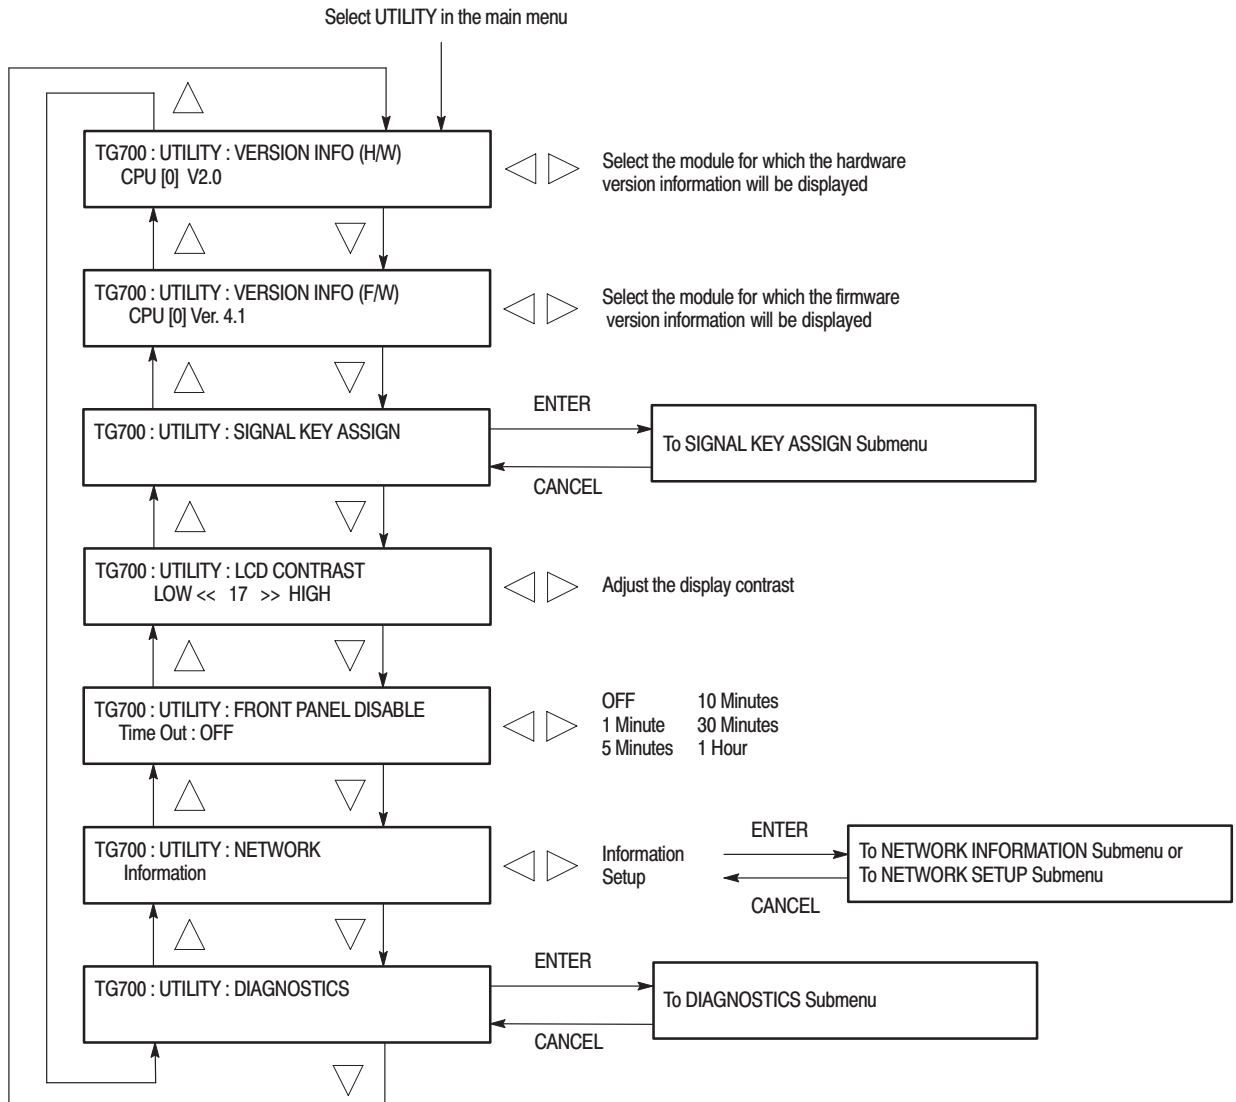 Select UTILITY in the main menu
TG700 : UTILITY : VERSION INFO (H/W)
CPU [0] V2.0
Select the module for which the hardware
version information will be displayed
TG700 : UTILITY : VERSION INFO (F/W)
CPU [0] Ver. 4.1
Select the module for which the firmware
version information will be displayed
TG700 : UTILITY : SIGNAL KEY ASSIGN
ENTER
To SIGNAL KEY ASSIGN Submenu
CANCEL
TG700 : UTILITY : LCD CONTRAST
LOW << 17 >> HIGH
Adjust the display contrast
TG700 : UTILITY : FRONT PANEL DISABLE
Time Out : OFF
OFF 10 Minutes
1 Minute 30 Minutes
5 Minutes 1 Hour
TG700 : UTILITY : NETWORK
Information
Information
Setup
ENTER
To NETWORK INFORMATION Submenu or
To NETWORK SETUP Submenu
CANCEL
TG700 : UTILITY : DIAGNOSTICS
ENTER
To DIAGNOSTICS Submenu
CANCEL